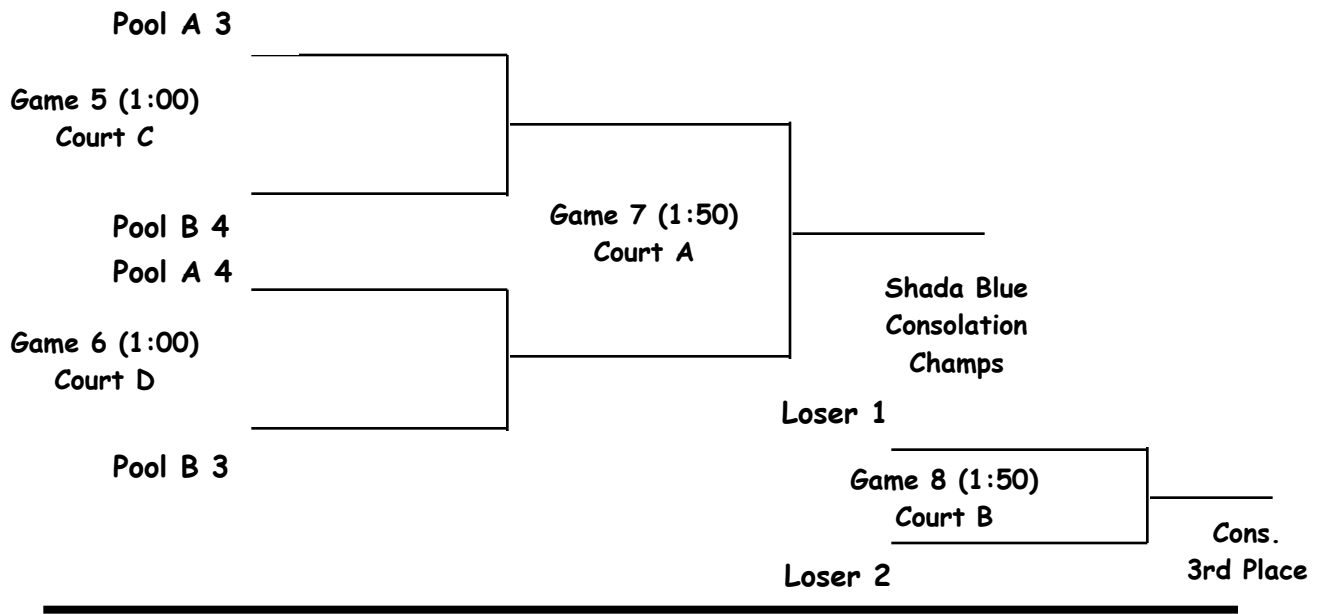 Pool A 3
Game 5 (1:00)
Court C
Pool B 4
Pool A 4
Game 6 (1:00)
Court D
Pool B 3
Game 7 (1:50)
Court A
Shada Blue
Consolation
Champs
Loser 1
Game 8 (1:50)
Court B
Loser 2
Cons.
3rd Place